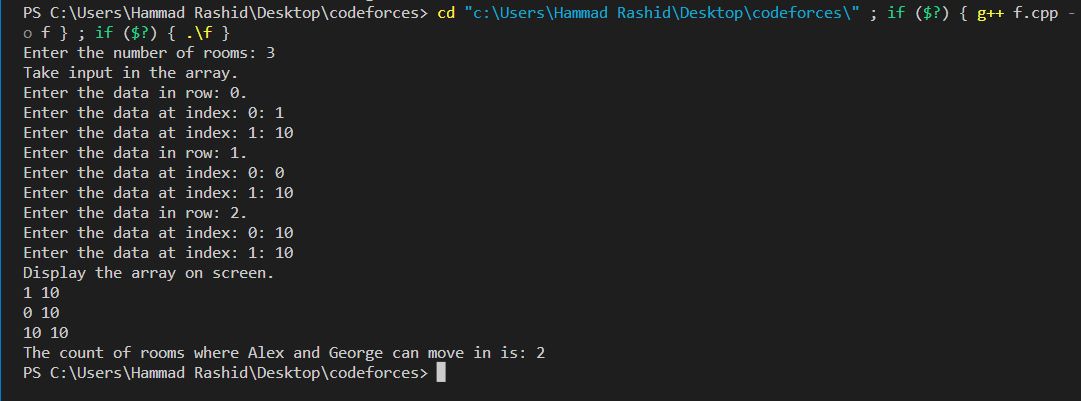 PS C:\Users\Hammad Rashid\Desktop\codeforces> cd "c:\Users\Hammad Rashid\Desktop\codeforces\" ; if ($?) { g++ f.cpp -
o f } ; if ($?) { .\f }
Enter the number of rooms: 3
Take input in the array.
Enter the data in row: 0.
Enter the data at index: 0: 1
Enter the data at index: 1: 10
Enter the data in row: 1.
Enter the data at index: 0: 0
Enter the data at index: 1: 10
Enter the data in row: 2.
Enter the data at index: 0: 10
Enter the data at index: 1: 10
Display the array on screen.
1 10
0 10
10 10
The count of rooms where Alex and George can move in is: 2
PS C:\Users\Hammad Rashid\Desktop\codeforces>